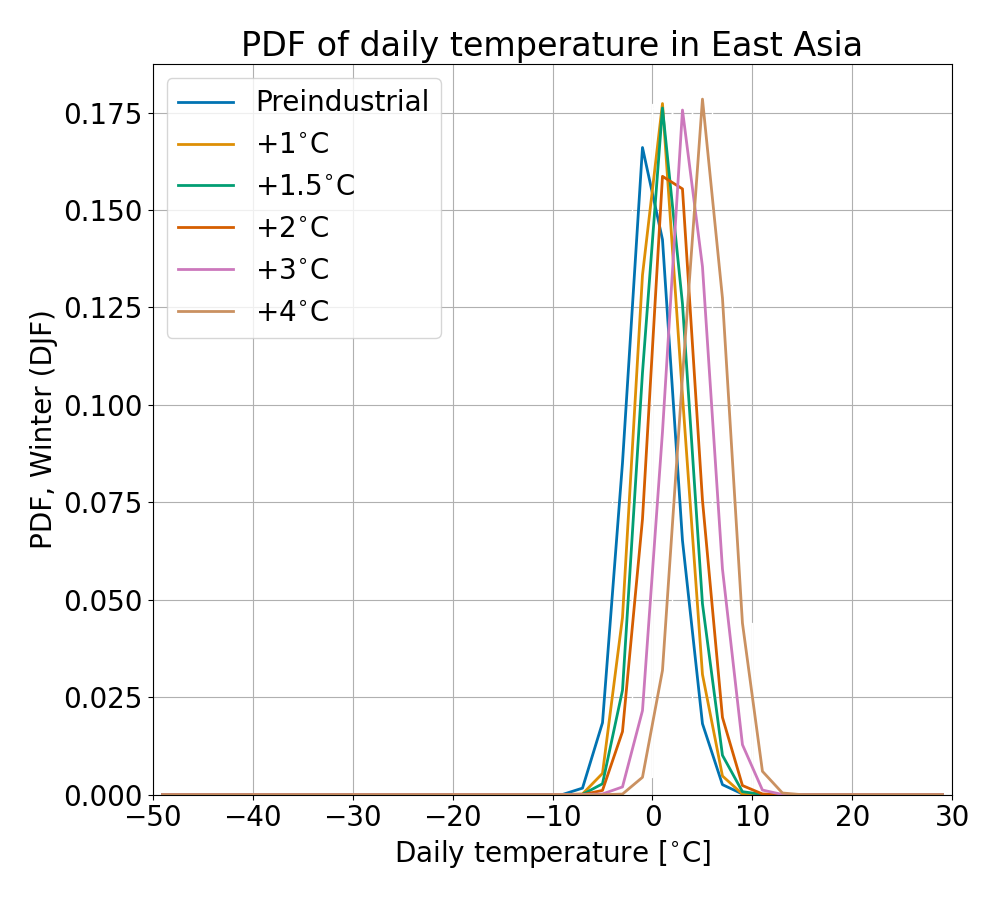 PDF of daily temperature in East Asia
Preindustrial
+1°C
+1.5°C
+2°C
+3°C
+4°C
PDF, Winter (DJF)
0.175
0.150
0.125
0.100
0.075
0.050
0.025
0.000
−50 −40 −30 −20 −10 0 10 20 30
Daily temperature [°C]